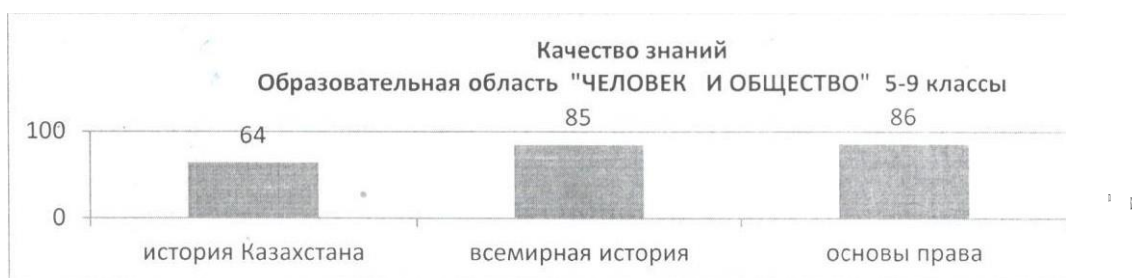 Качество знаний
Образовательная область "ЧЕЛОВЕК И ОБЩЕСТВО" 5-9 классы
100
64
85
86
0
история Казахстана
всемирная история
основы права